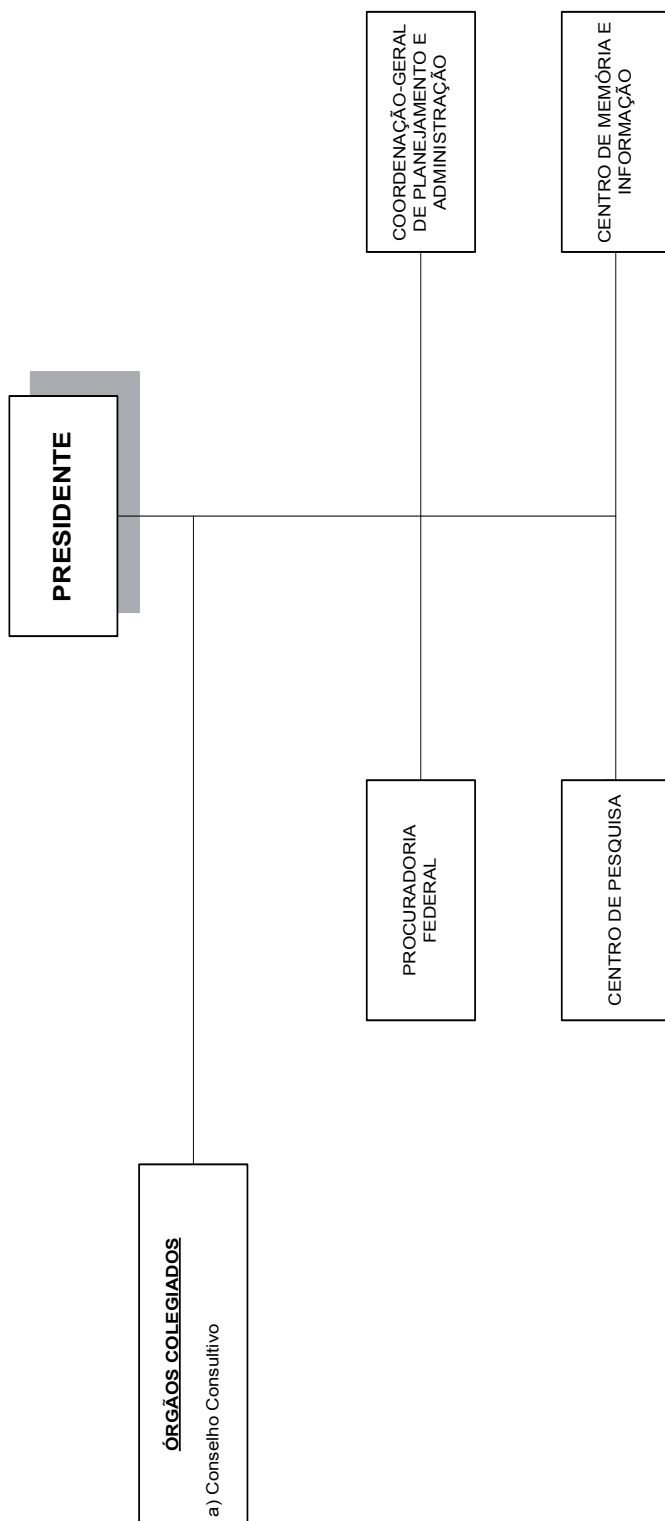 PRESIDENTE
ÓRGÃOS COLEGIADOS
a) Conselho Consultivo
PROCURADORIA
FEDERAL
COORDENAÇÃO-GERAL
DE PLANEJAMENTO E
ADMINISTRAÇÃO
CENTRO DE PESQUISA
CENTRO DE MEMÓRIA E
INFORMAÇÃO